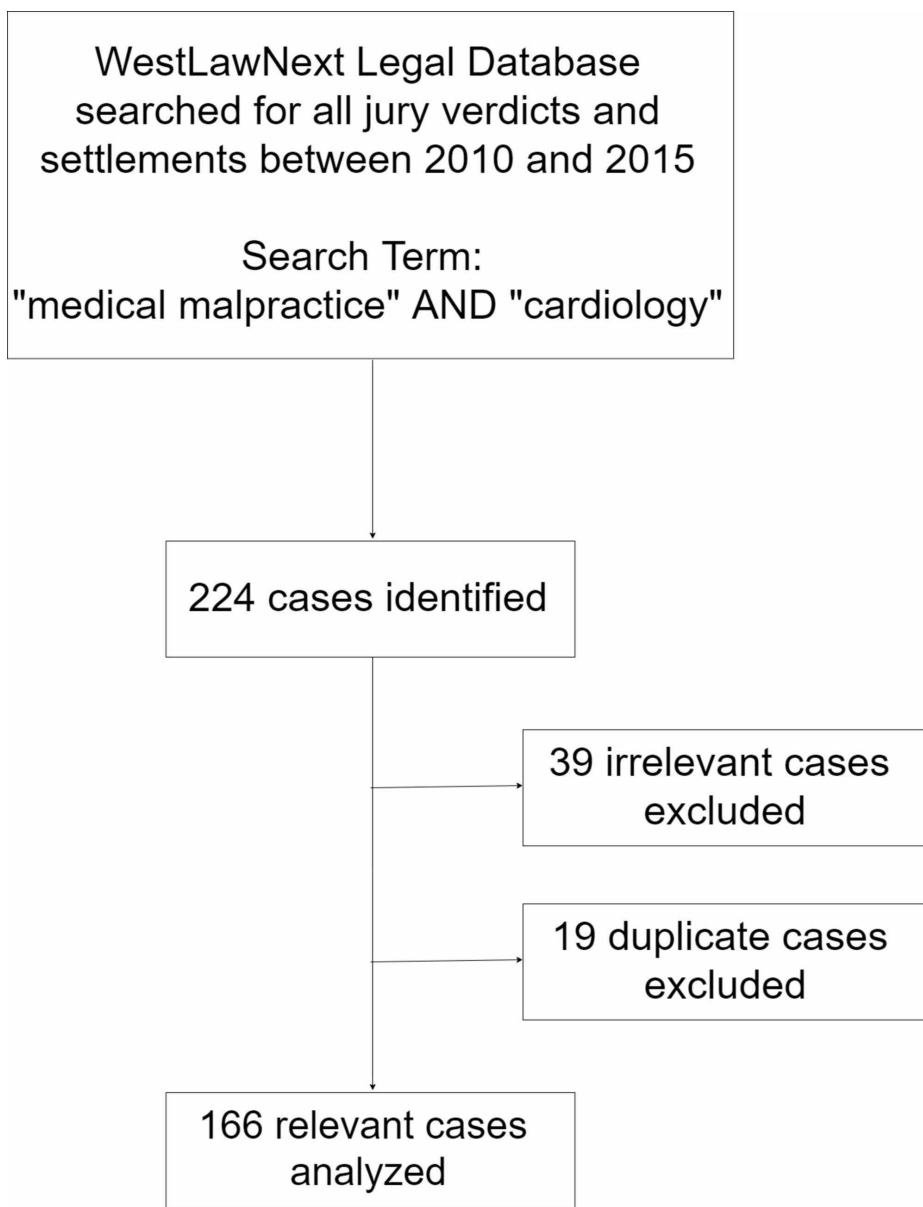 WestLawNext Legal Database
searched for all jury verdicts and
settlements between 2010 and 2015
Search Term:
"medical malpractice" AND "cardiology"
224 cases identified
39 irrelevant cases
excluded
19 duplicate cases
excluded
166 relevant cases
analyzed